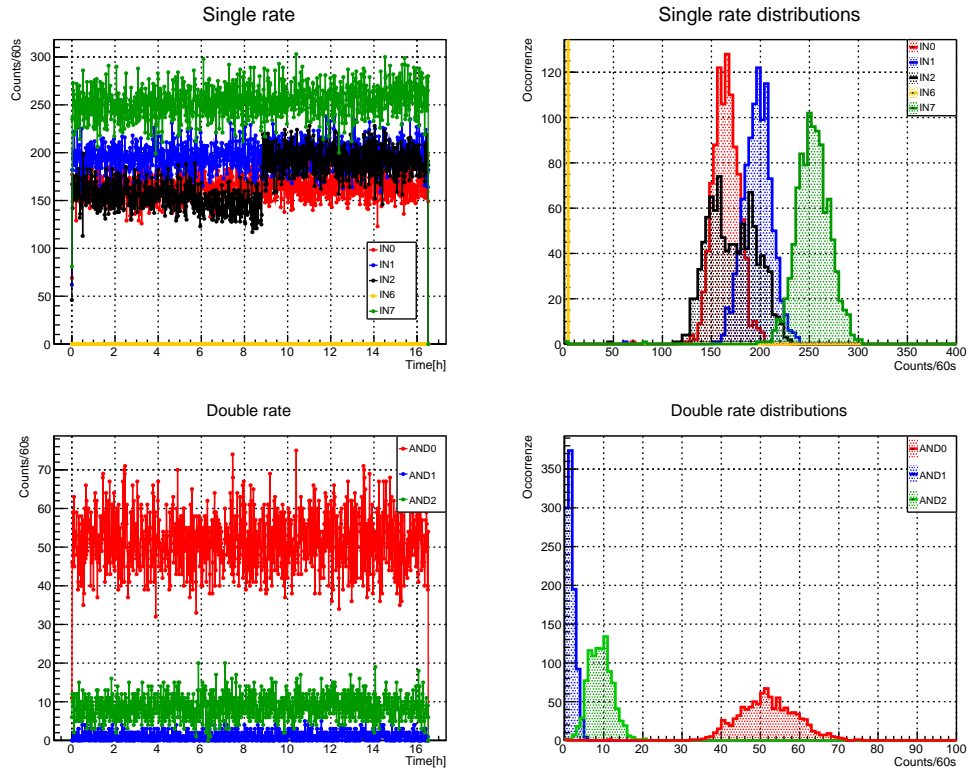 Single rate
Counts/60s
300
250
200
150
100
50
0
0 2 4 6 8 10 12 14 16
Time[h]
IN0
IN1
IN2
IN6
IN7
Single rate distributions
Occorrenze
120
100
80
60
40
20
0
0 50 100 150 200 250 300 350 400
Counts/60s
IN0
IN1
IN2
IN6
IN7
Double rate
Counts/60s
70
60
50
40
30
20
10
0
0 2 4 6 8 10 12 14 16
Time[h]
AND0
AND1
AND2
Double rate distributions
Occorrenze
350
300
250
200
150
100
50
0
0 10 20 30 40 50 60 70 80 90 100
Counts/60s
AND0
AND1
AND2